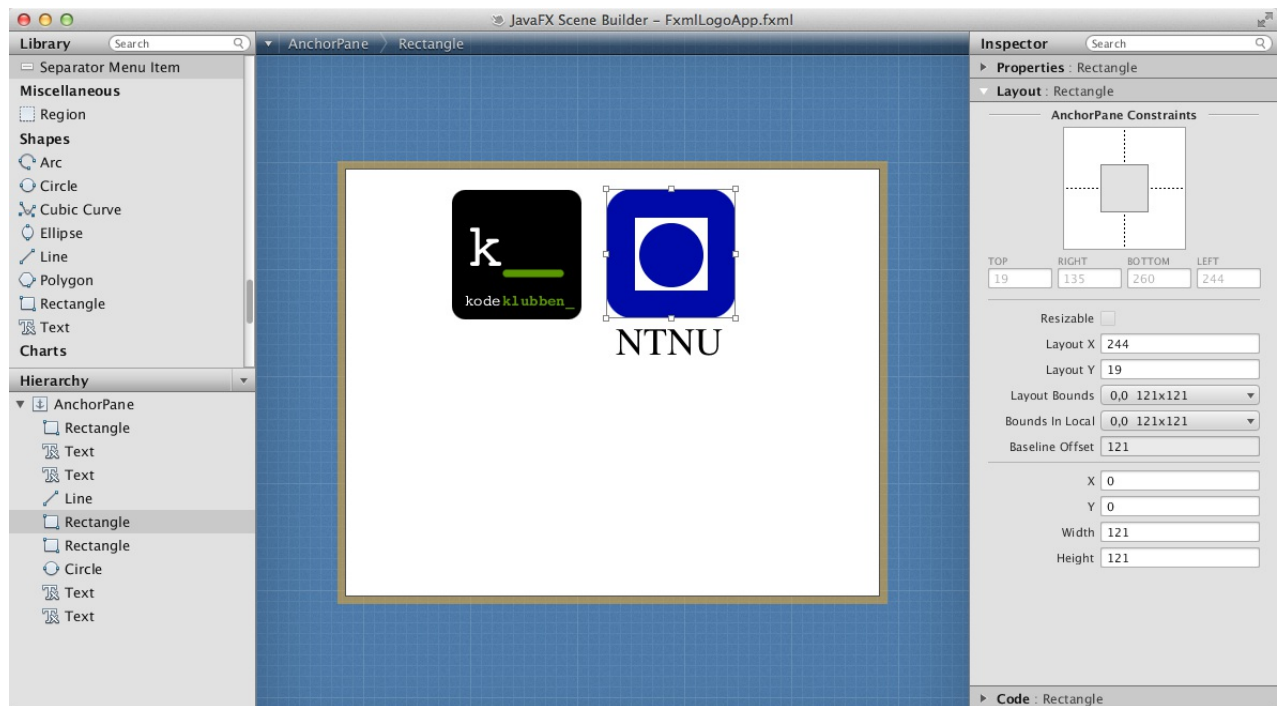 JavaFX Scene Builder – FxmlLogoApp.fxml
Library
Search
Separator Menu Item
Miscellaneous
Region
Shapes
Arc
Circle
Cubic Curve
Ellipse
Line
Polygon
Rectangle
Text
Charts
Hierarchy
AnchorPane
Rectangle
Text
Text
Line
Rectangle
Rectangle
Circle
Text
Text
AnchorPane Rectangle
k_
kodeklubben_
NTNU
Inspector
Search
Properties : Rectangle
Layout : Rectangle
AnchorPane Constraints
TOP RIGHT BOTTOM LEFT
19 135 260 244
Resizable
Layout X 244
Layout Y 19
Layout Bounds 0,0 121x121
Bounds In Local 0,0 121x121
Baseline Offset 121
X 0
Y 0
Width 121
Height 121
Code : Rectangle